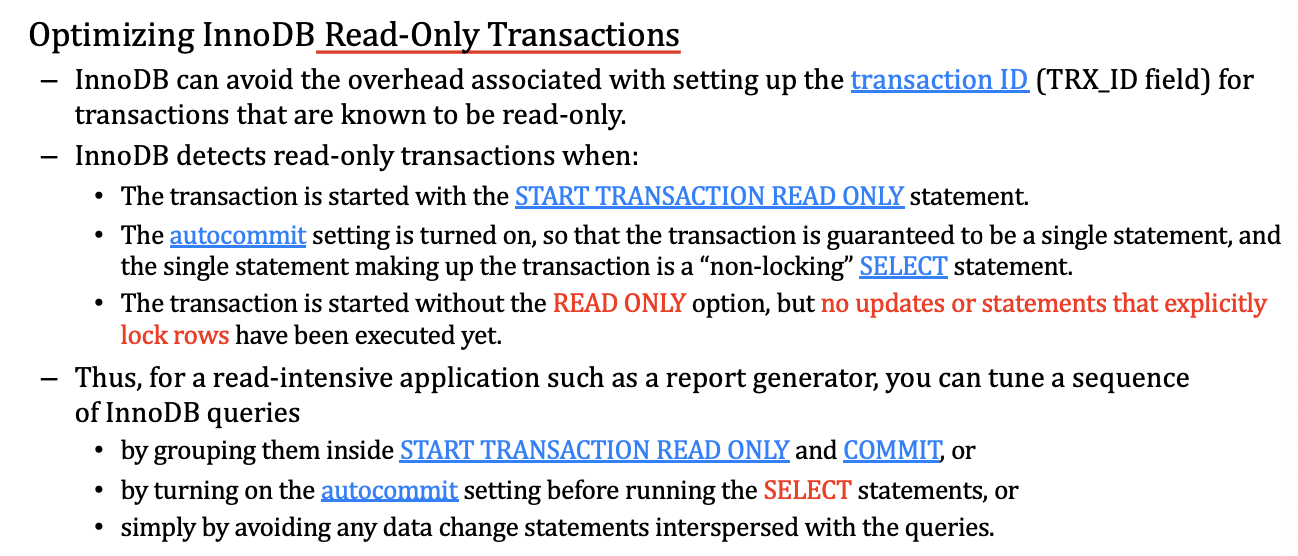 Optimizing InnoDB Read-Only Transactions
– InnoDB can avoid the overhead associated with setting up the transaction ID (TRX_ID field) for
transactions that are known to be read-only.
– InnoDB detects read-only transactions when:
• The transaction is started with the START TRANSACTION READ ONLY statement.
• The autocommit setting is turned on, so that the transaction is guaranteed to be a single statement, and
the single statement making up the transaction is a “non-locking” SELECT statement.
• The transaction is started without the READ ONLY option, but no updates or statements that explicitly
lock rows have been executed yet.
– Thus, for a read-intensive application such as a report generator, you can tune a sequence
of InnoDB queries
• by grouping them inside START TRANSACTION READ ONLY and COMMIT, or
• by turning on the autocommit setting before running the SELECT statements, or
• simply by avoiding any data change statements interspersed with the queries.